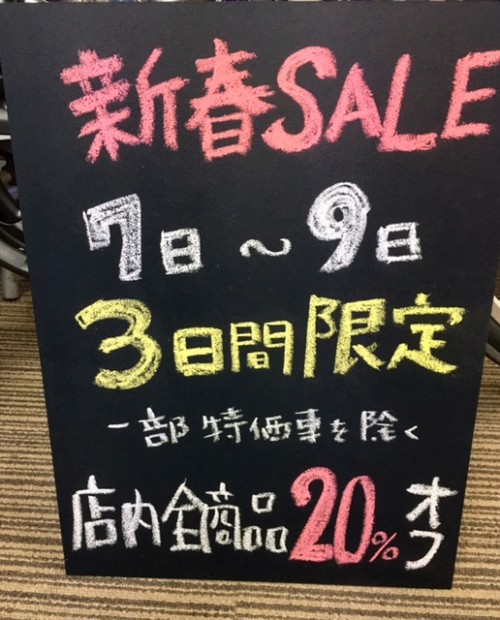 新春SALE
7日〜9日
3日間限定
一部特価車を除く
店内全商品20%オフ